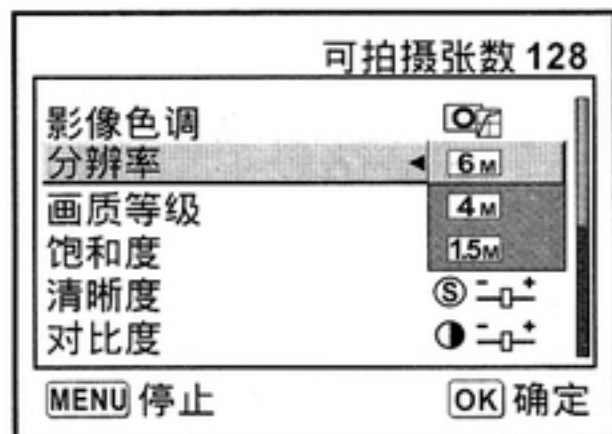 可拍摄张数 128
影像色调
分辨率 6M
画质等级 4M
饱和度 1.5M
清晰度 S - +
对比度 - +
MENU 停止 OK 确定